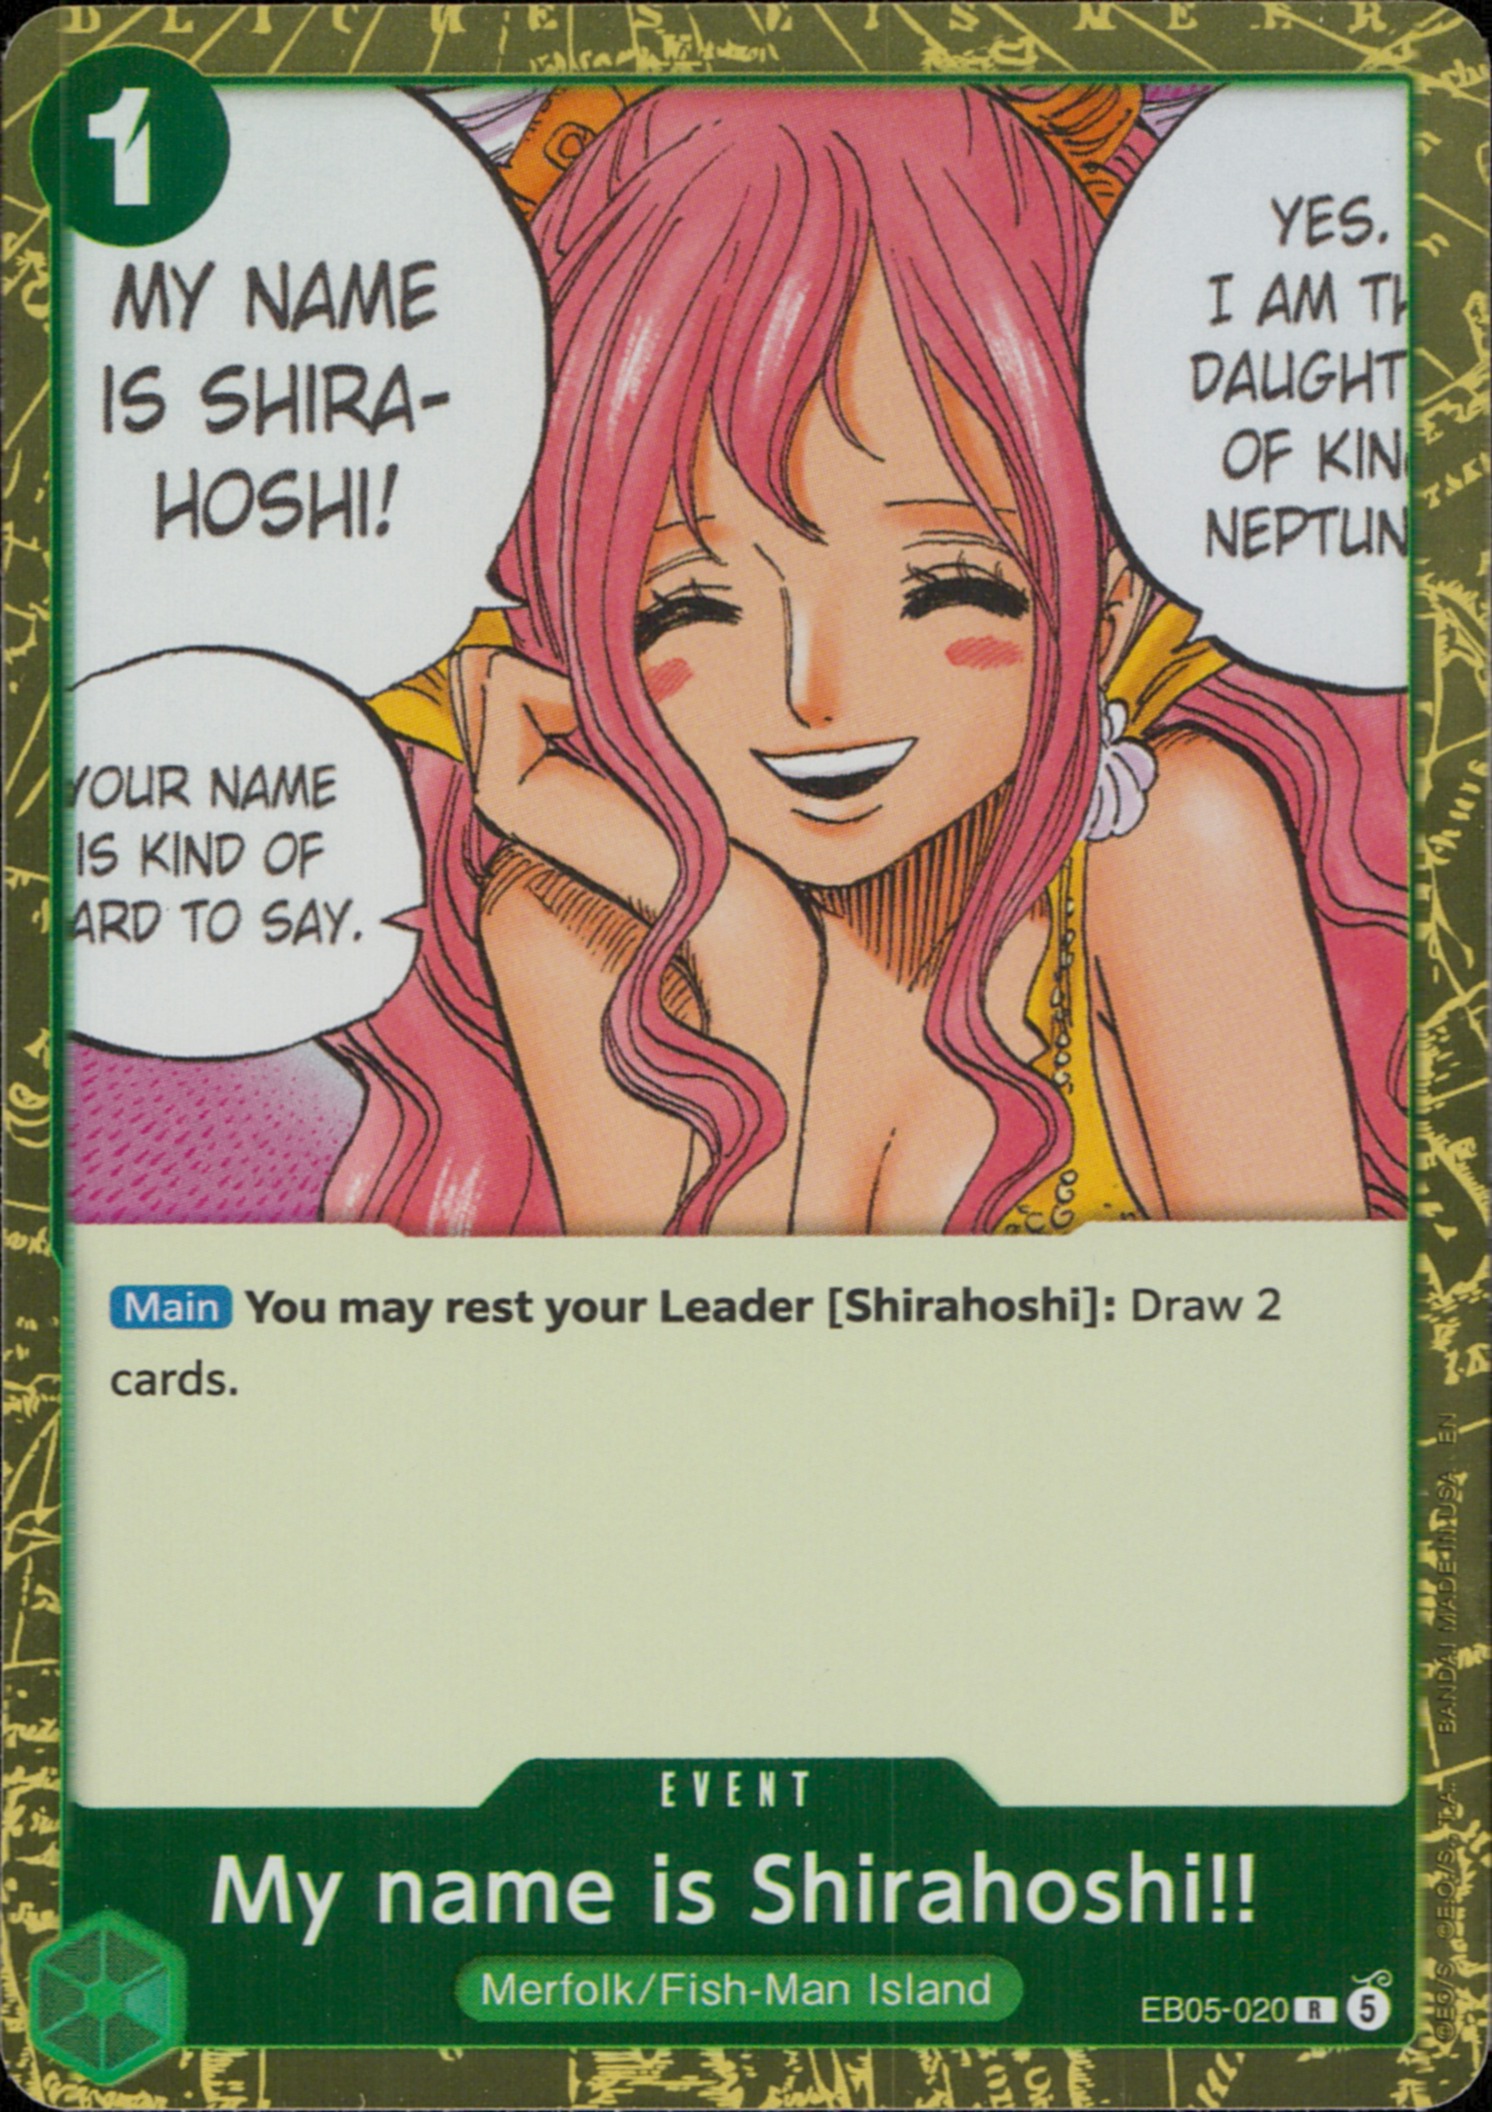 1
MY NAME
IS SHIRA-
HOSHI!
YES.
I AM TH
DAUGHT
OF KIN
NEPTUN
YOUR NAME
IS KIND OF
ARD TO SAY.
Main You may rest your Leader [Shirahoshi]: Draw 2
cards.
EVENT
My name is Shirahoshi!!
Merfolk/Fish-Man Island
EB05-020 R 5
©EO/S. ©EO/S.,T.A. BANDAI MADE IN USA EN